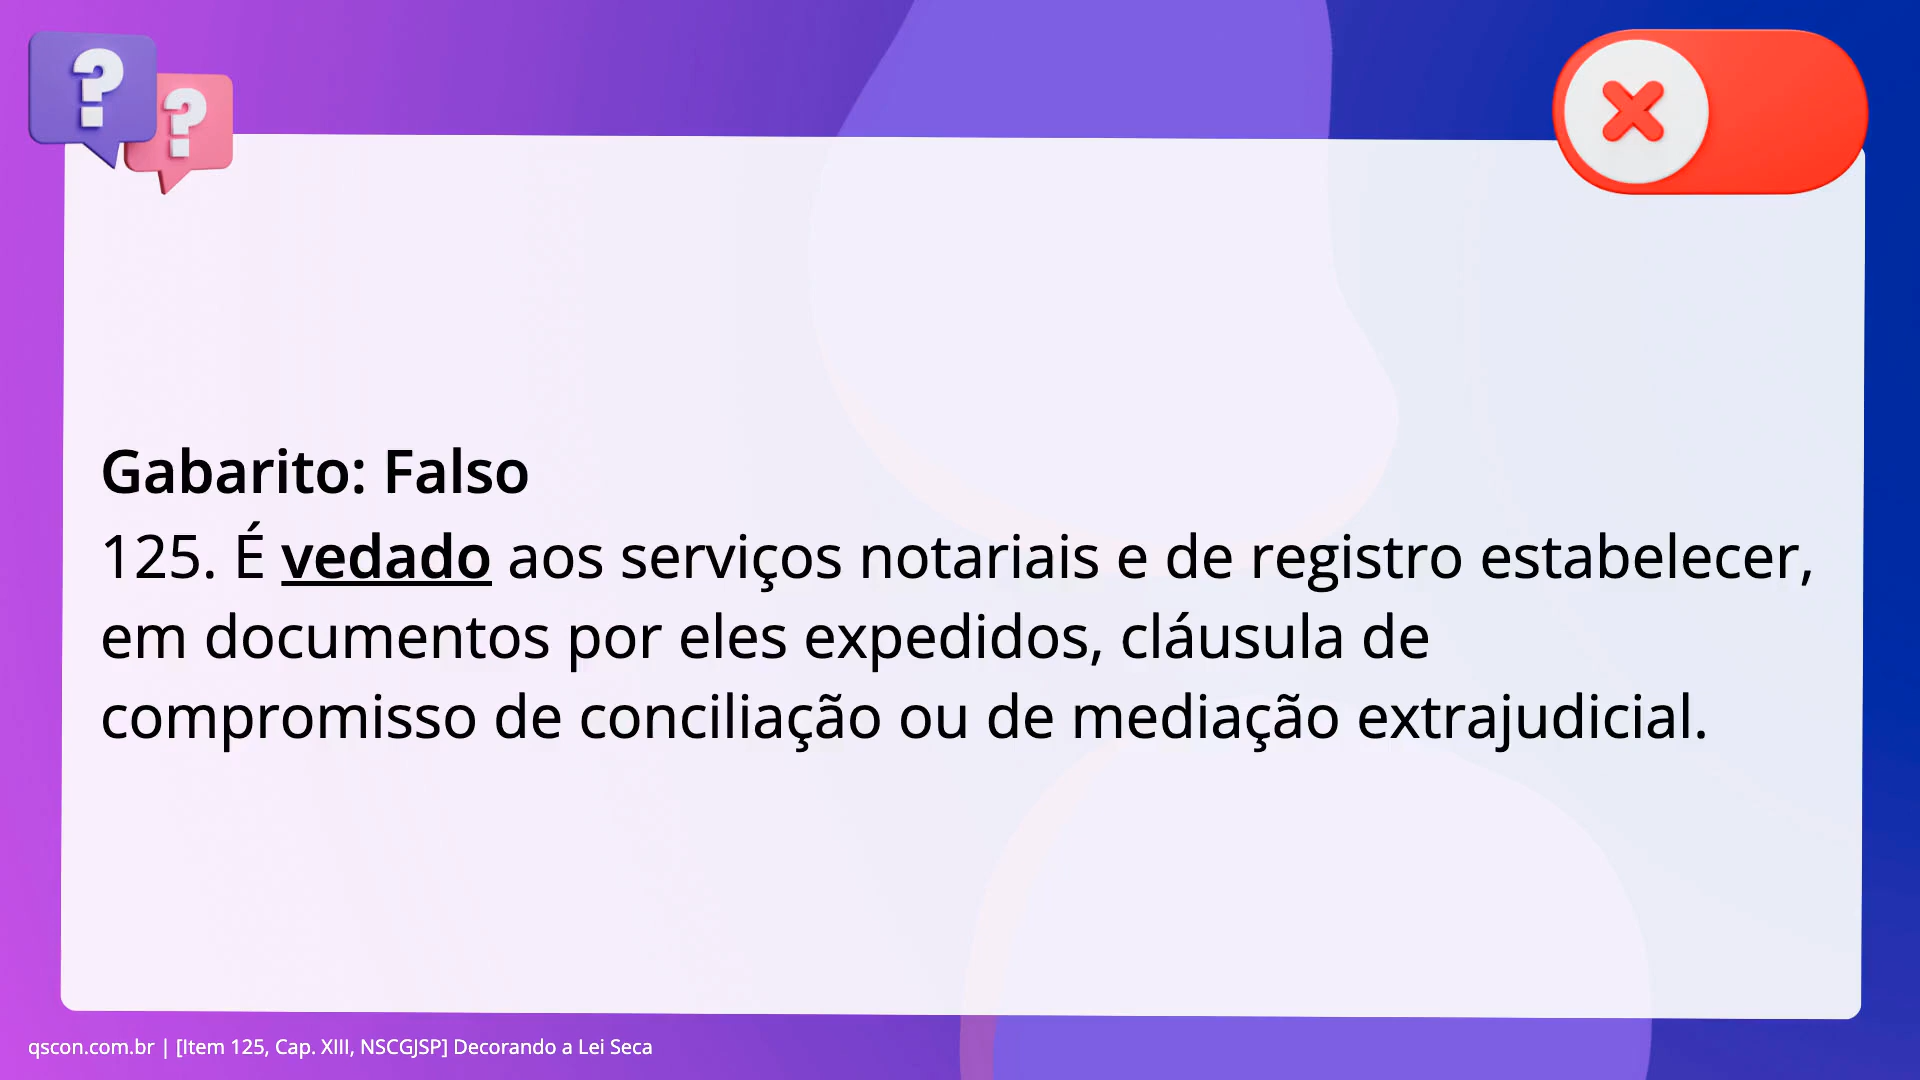 Gabarito: Falso
125. É vedado aos serviços notariais e de registro estabelecer,
em documentos por eles expedidos, cláusula de
compromisso de conciliação ou de mediação extrajudicial.
qscon.com.br | [Item 125, Cap. XIII, NSCGJSP] Decorando a Lei Seca